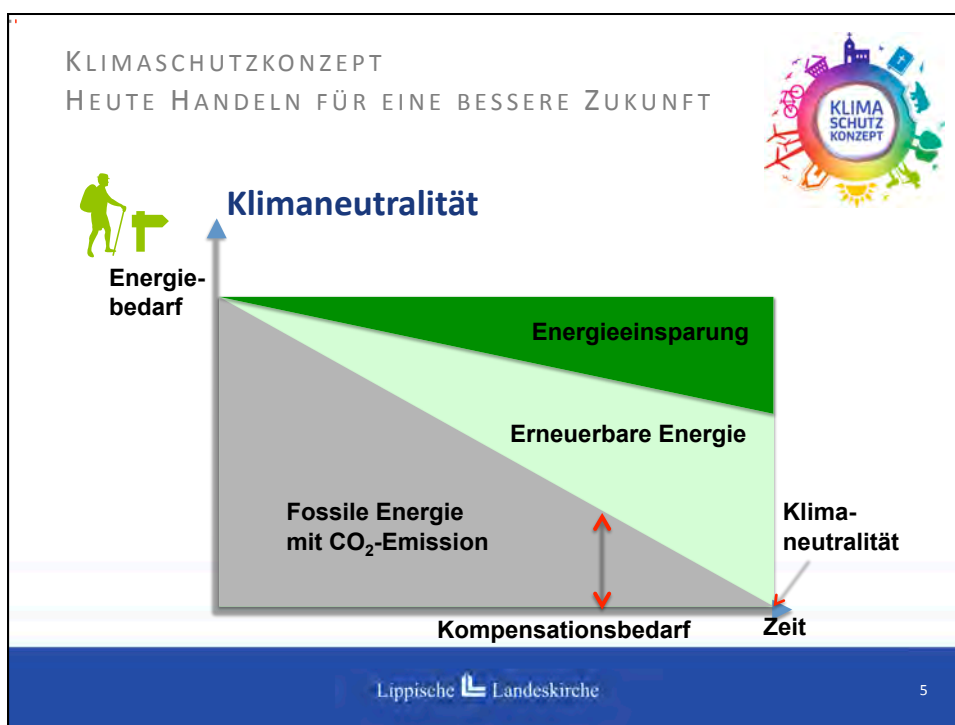 KLIMASCHUTZKONZEPT
HEUTE HANDELN FÜR EINE BESSERE ZUKUNFT
KLIMA
SCHUTZ
KONZEPT
Klimaneutralität
Energie-
bedarf
Energieeinsparung
Erneuerbare Energie
Fossile Energie
mit CO₂-Emission
Klima-
neutralität
Kompensationsbedarf
Zeit
Lippische Landeskirche
5